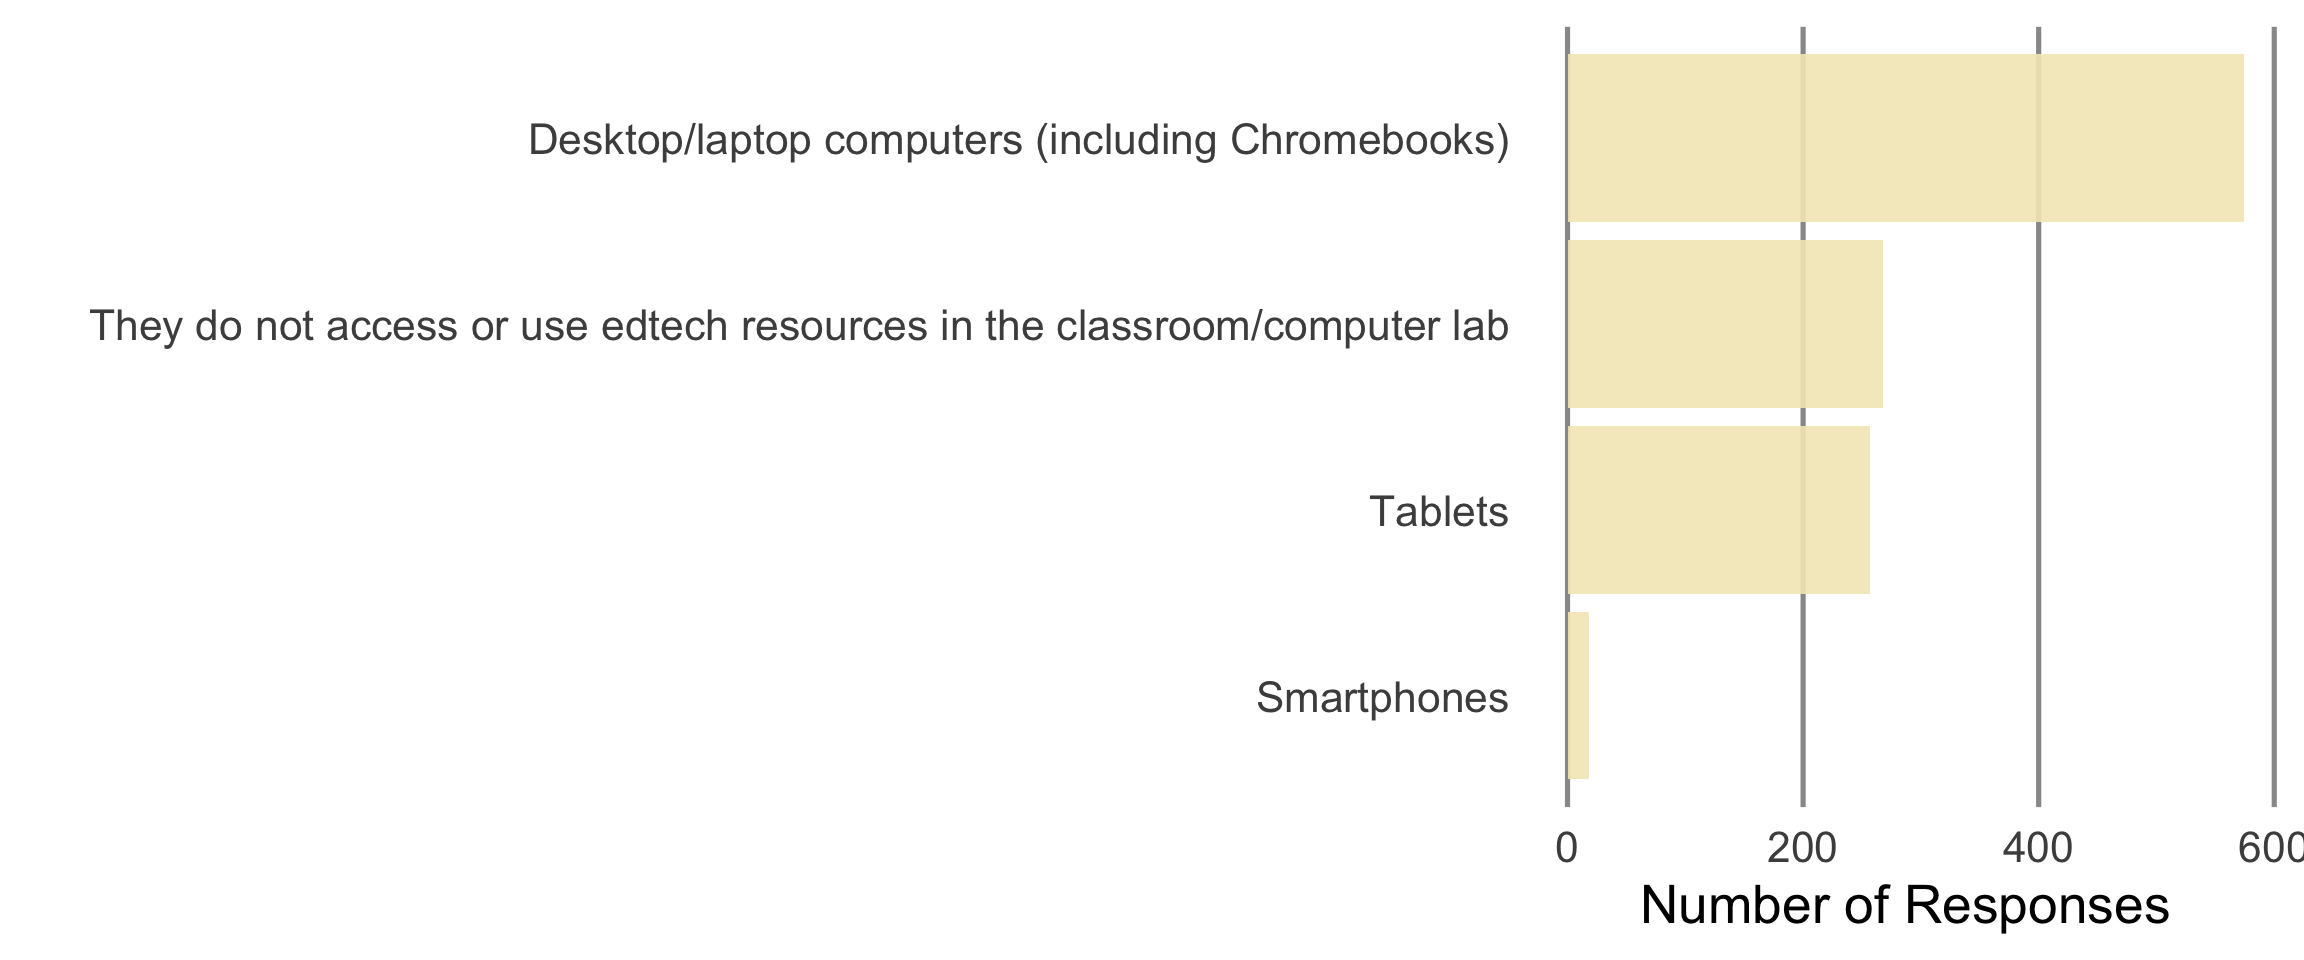 Desktop/laptop computers (including Chromebooks)
They do not access or use edtech resources in the classroom/computer lab
Tablets
Smartphones
0 200 400 600
Number of Responses